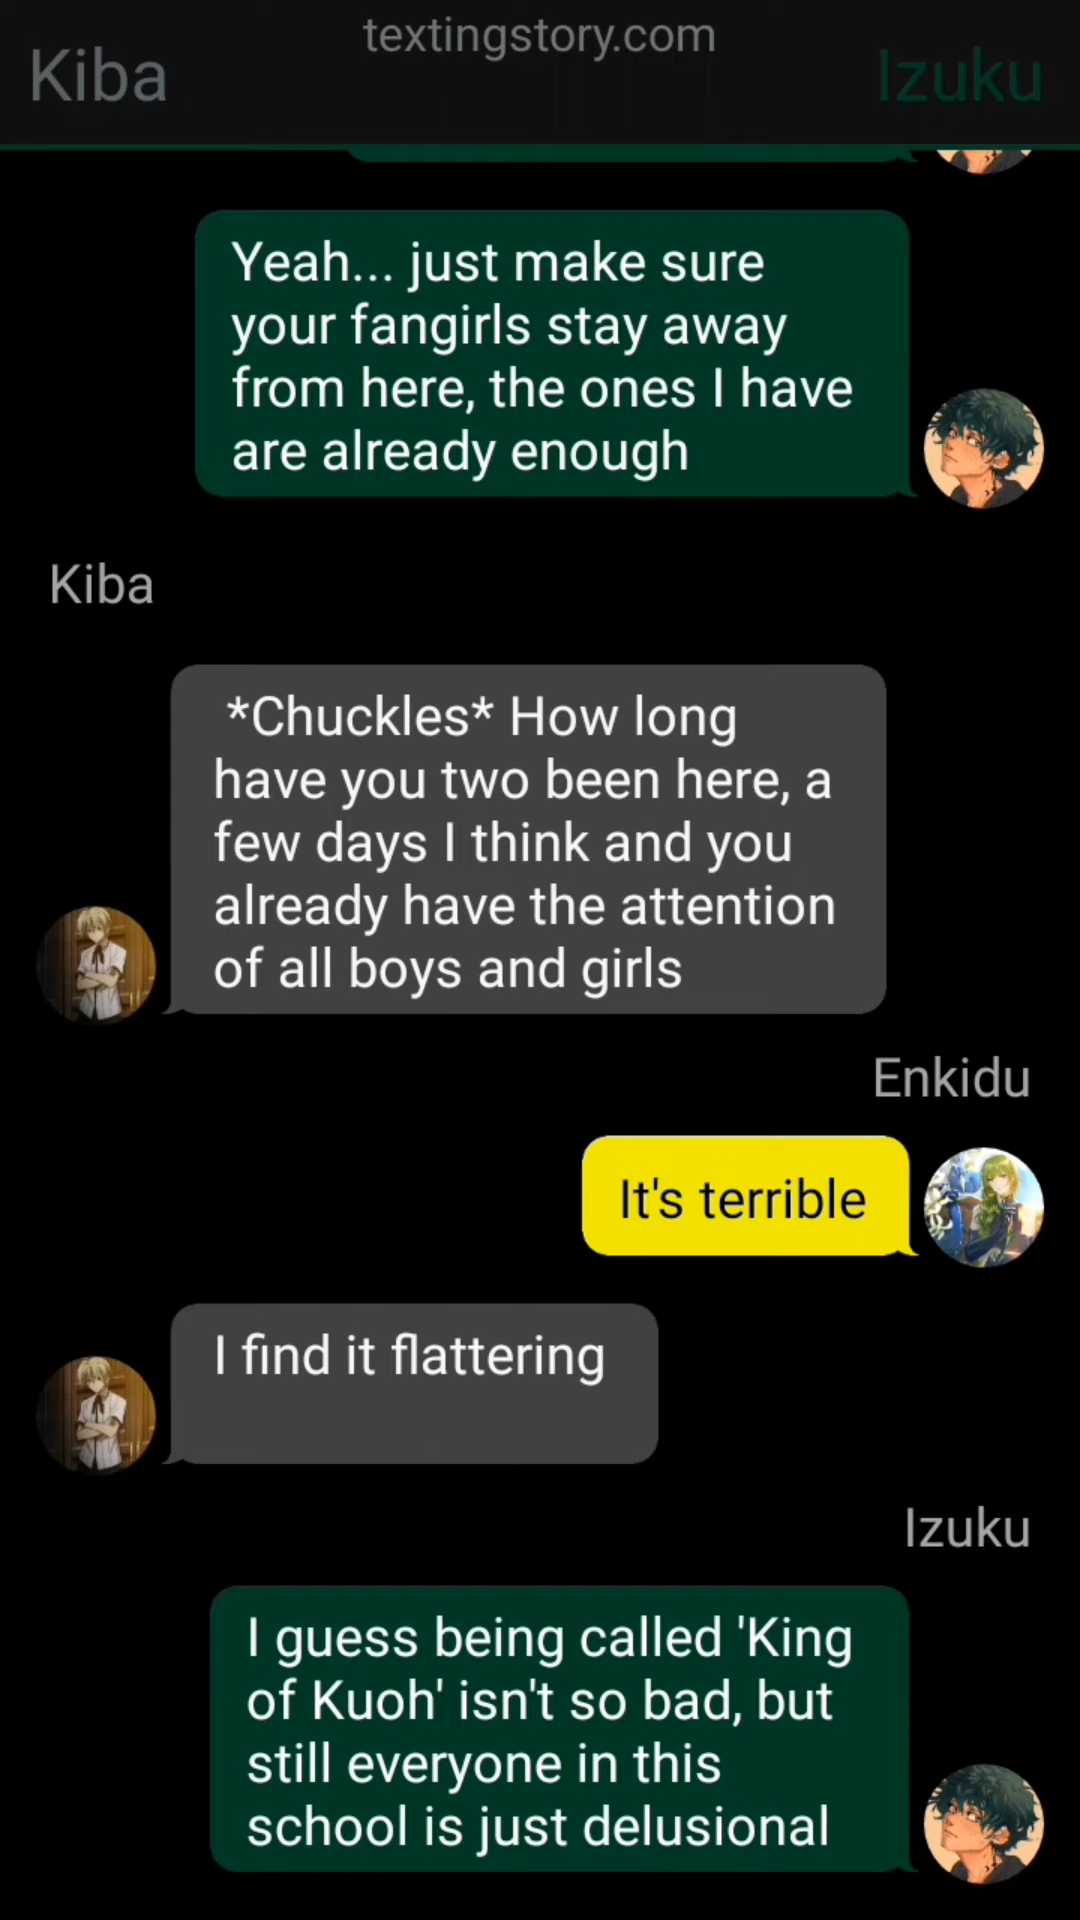 textingstory.com
Kiba
Izuku
Yeah... just make sure
your fangirls stay away
from here, the ones I have
are already enough
Kiba
*Chuckles* How long
have you two been here, a
few days I think and you
already have the attention
of all boys and girls
Enkidu
It's terrible
I find it flattering
Izuku
I guess being called 'King
of Kuoh' isn't so bad, but
still everyone in this
school is just delusional